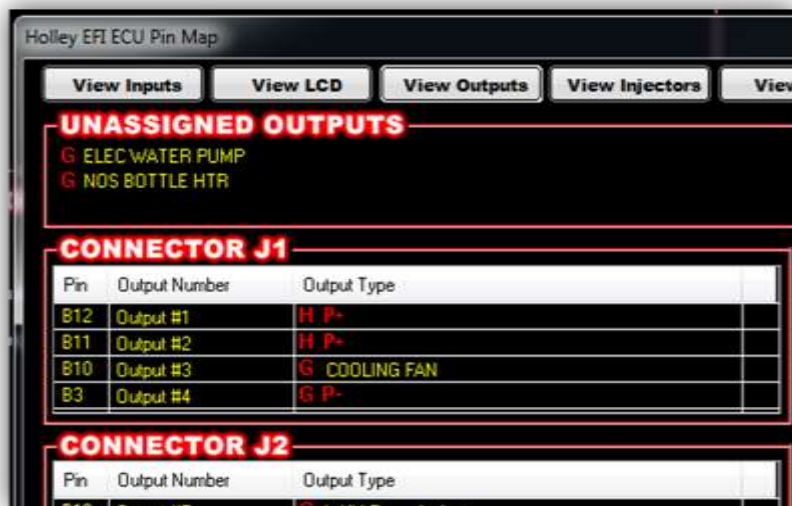 Holley EFI ECU Pin Map
View Inputs View LCD View Outputs View Injectors View
UNASSIGNED OUTPUTS
G ELEC WATER PUMP
G NOS BOTTLE HTR
CONNECTOR J1
Pin Output Number Output Type
B12 Output #1 H P-
B11 Output #2 H P-
B10 Output #3 G COOLING FAN
B3 Output #4 G P-
CONNECTOR J2
Pin Output Number Output Type